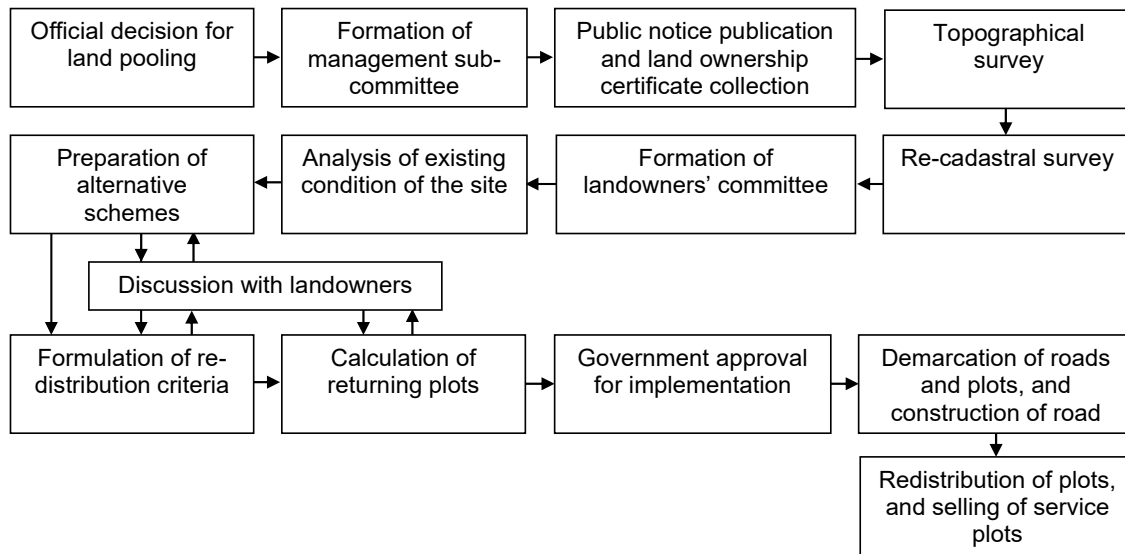 Official decision for
land pooling
Formation of
management sub-
committee
Public notice publication
and land ownership
certificate collection
Topographical
survey
Preparation of
alternative
schemes
Analysis of existing
condition of the site
Formation of
landowners’ committee
Re-cadastral survey
Discussion with landowners
Formulation of re-
distribution criteria
Calculation of
returning plots
Government approval
for implementation
Demarcation of roads
and plots, and
construction of road
Redistribution of plots,
and selling of service
plots